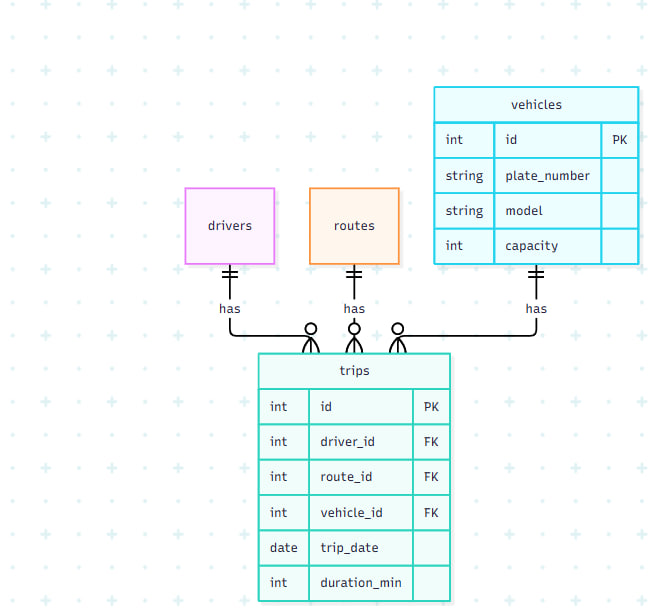 vehicles
int id PK
string plate_number
string model
int capacity
drivers
routes
has
has
has
trips
int id PK
int driver_id FK
int route_id FK
int vehicle_id FK
date trip_date
int duration_min